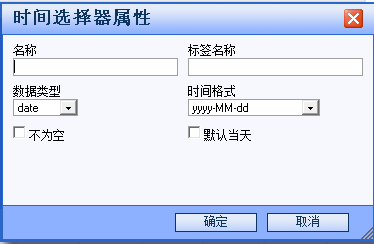 时间选择器属性
名称 标签名称
数据类型 时间格式
date yyyy-MM-dd
不为空 默认当天
确定 取消